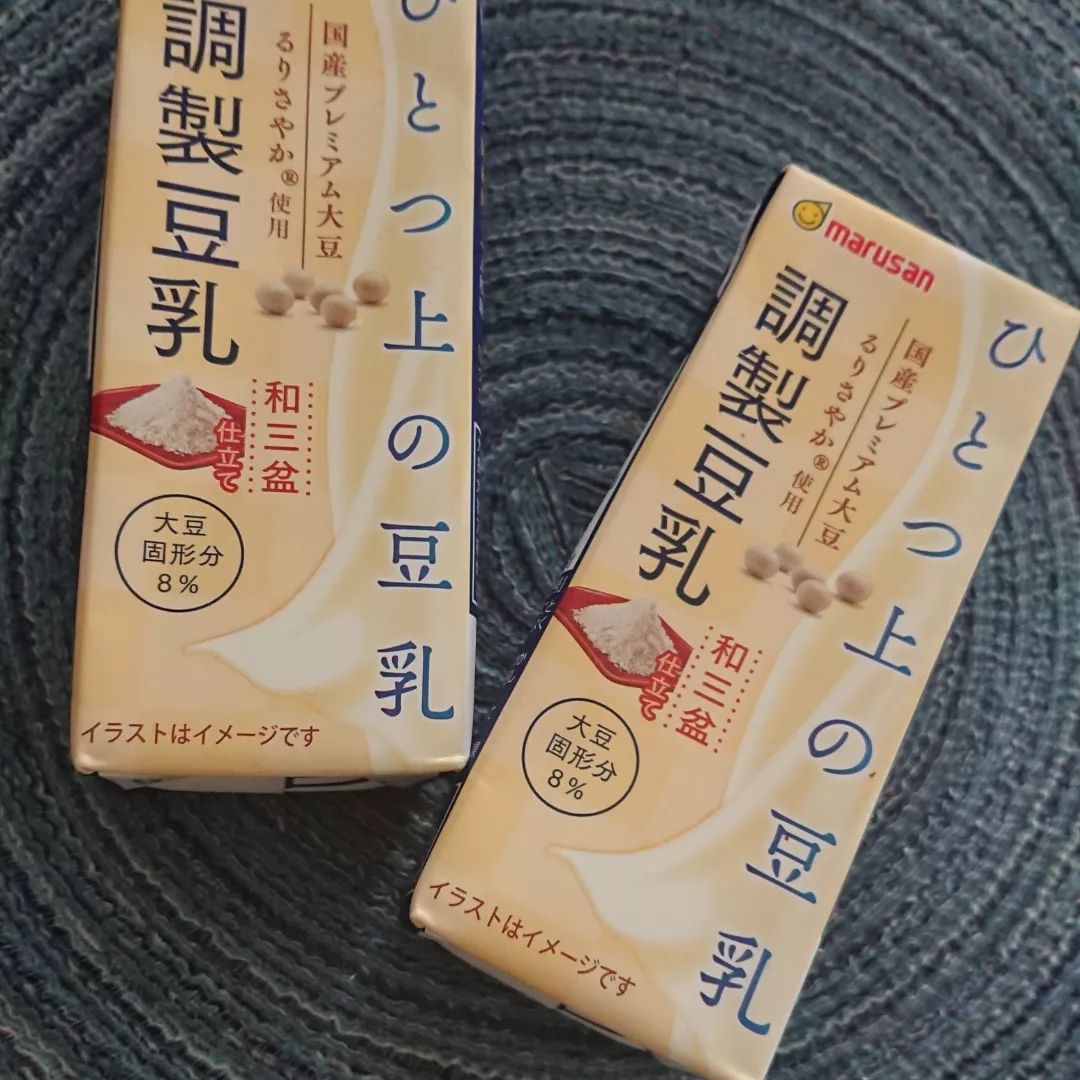 ひとつ上の豆乳
国産プレミアム大豆
るりさやか®使用
調製豆乳
和三盆
仕立て
大豆
固形分
8%
イラストはイメージです
marusan
ひとつ上の豆乳
国産プレミアム大豆
るりさやか®使用
調製豆乳
和三盆
仕立て
大豆
固形分
8%
イラストはイメージです